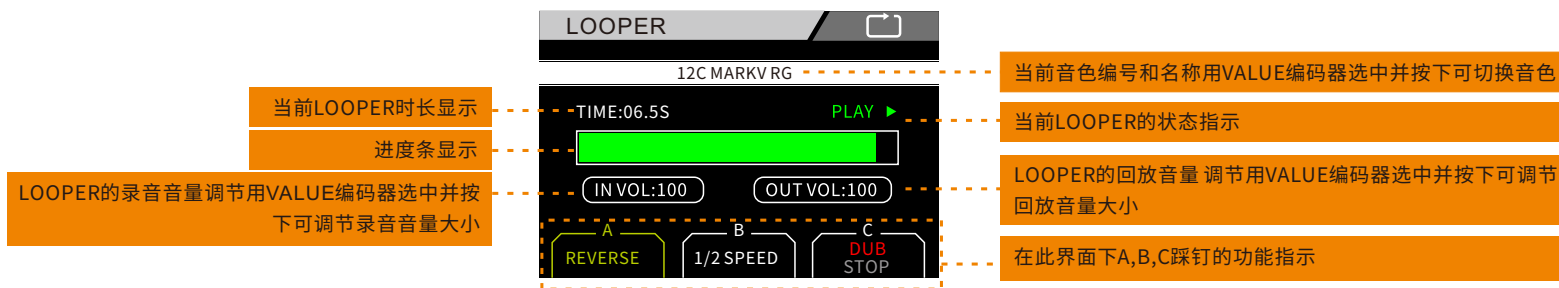 LOOPER
12C MARKV RG
当前音色编号和名称用VALUE编码器选中并按下可切换音色
当前LOOPER时长显示
TIME:06.5S
PLAY
当前LOOPER的状态指示
进度条显示
LOOPER的录音音量调节用VALUE编码器选中并按
下可调节录音音量大小
IN VOL:100
OUT VOL:100
LOOPER的回放音量 调节用VALUE编码器选中并按下可调节
回放音量大小
A
REVERSE
B
1/2 SPEED
C
DUB
STOP
在此界面下A,B,C踩钉的功能指示